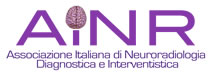 AiNR
Associazione Italiana di Neuroradiologia
Diagnostica e Interventistica